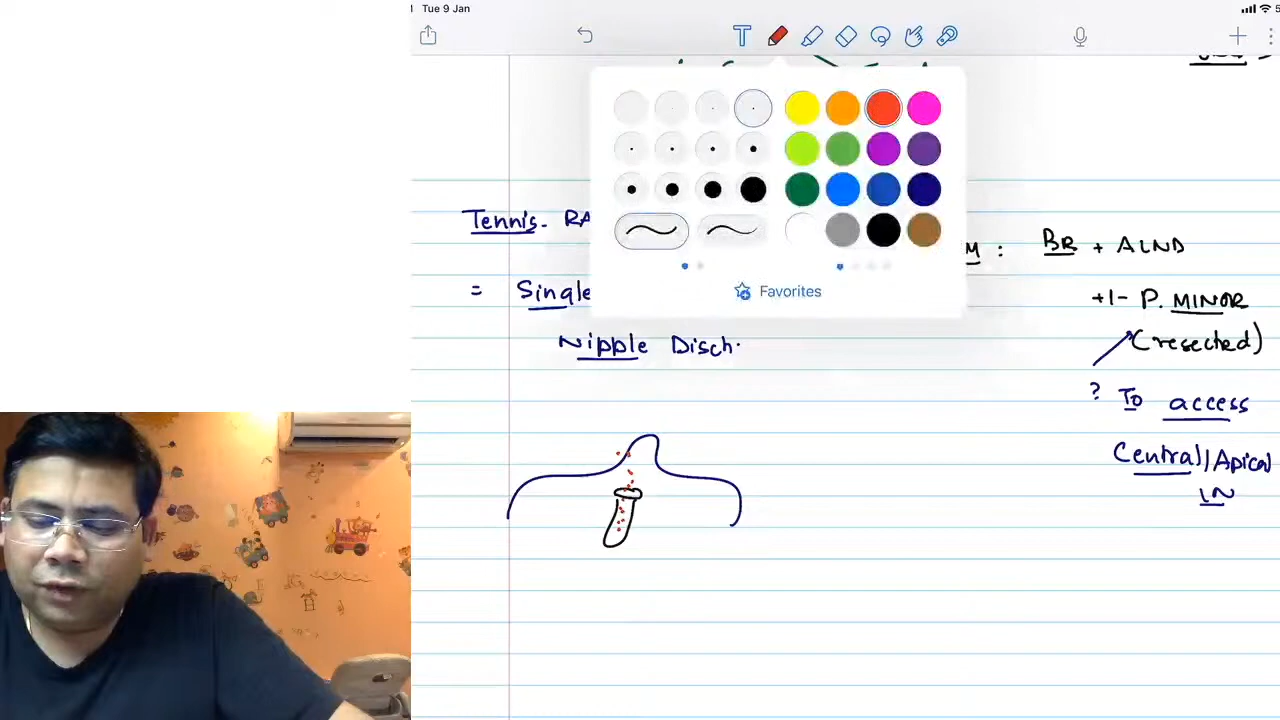 Tue 9 Jan
T
Tennis. RA
= Single
Favorites
Nipple Disch.
M : BR + ALND
+/- P. MINOR
(resected)
? To access
Central/Apical
LN